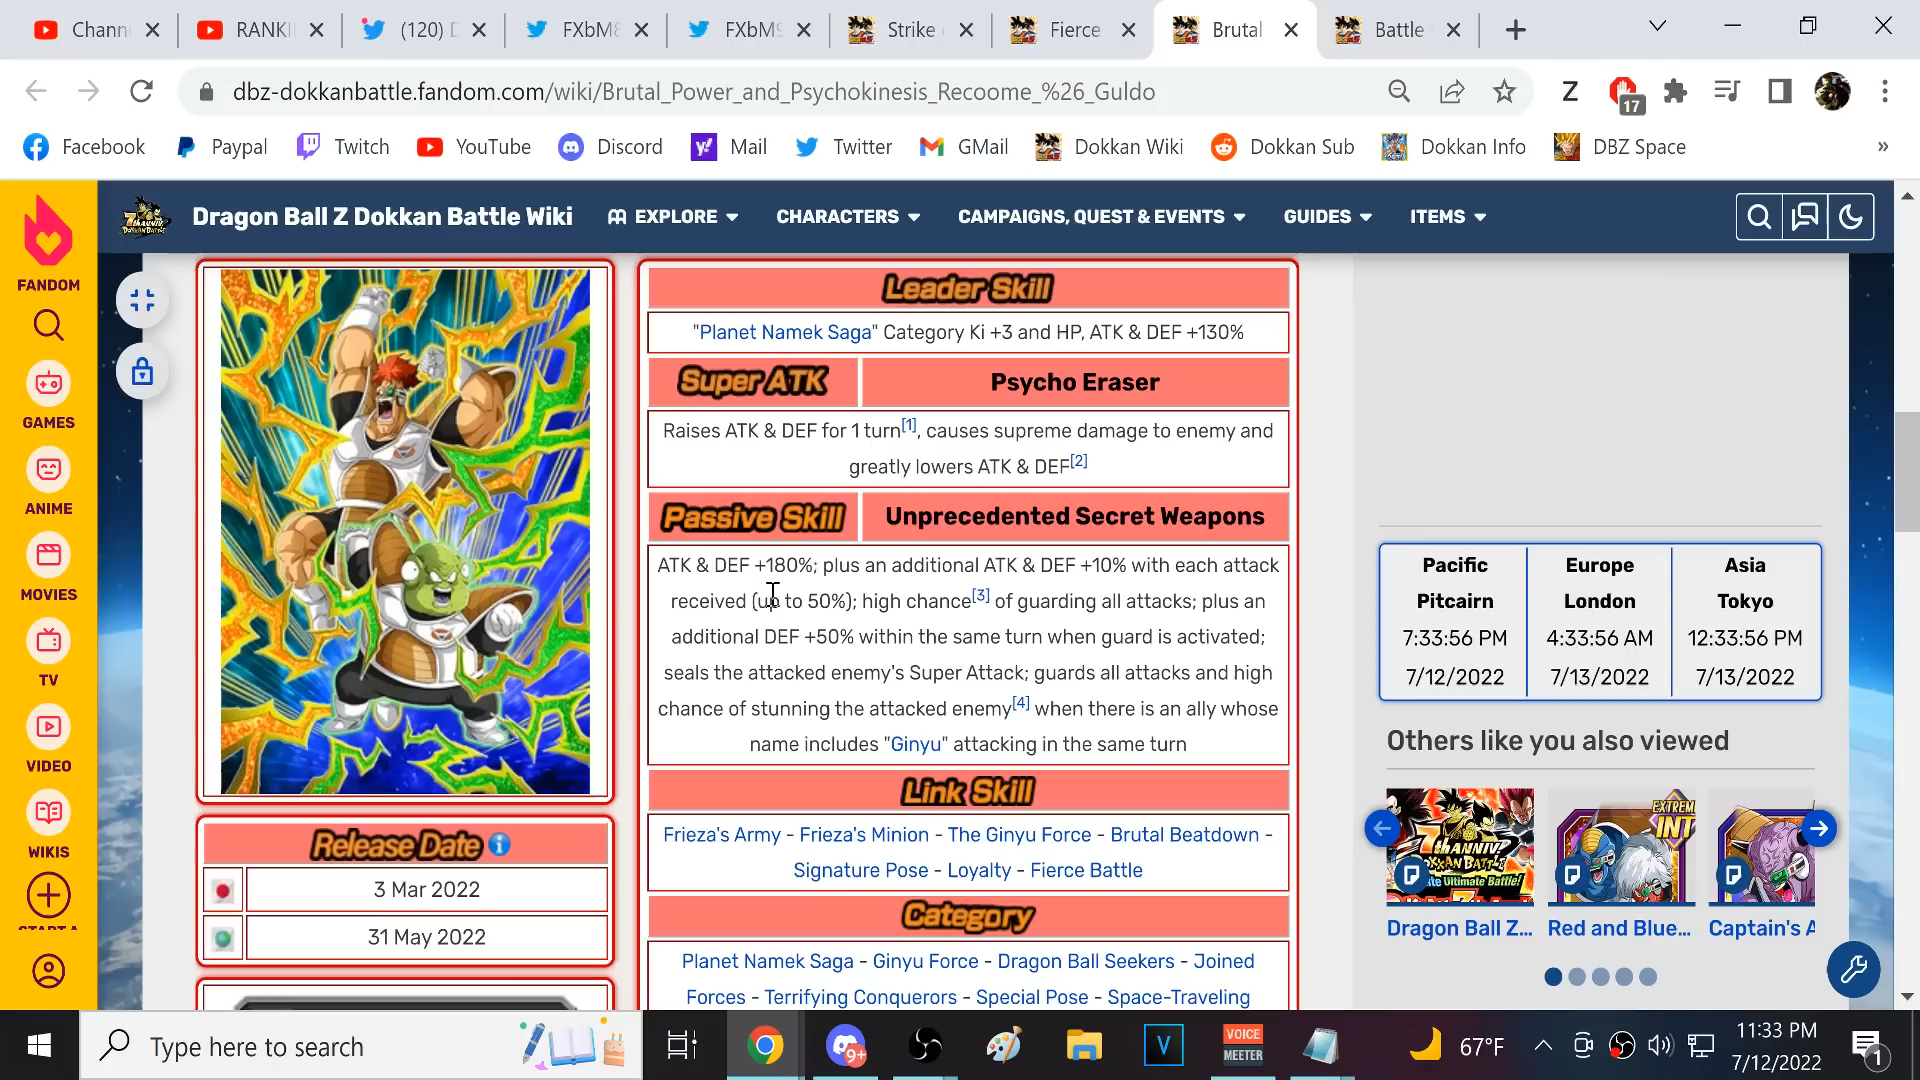 Chann
RANKI
(120) D
FXbM8
FXbM9
Strike
Fierce
Brutal
Battle
dbz-dokkanbattle.fandom.com/wiki/Brutal_Power_and_Psychokinesis_Recoome_%26_Guldo
17
Facebook
Paypal
Twitch
YouTube
Discord
Mail
Twitter
GMail
Dokkan Wiki
Dokkan Sub
Dokkan Info
DBZ Space
»
Dragon Ball Z Dokkan Battle Wiki
EXPLORE
CHARACTERS
CAMPAIGNS, QUEST & EVENTS
GUIDES
ITEMS
FANDOM
GAMES
ANIME
MOVIES
TV
VIDEO
WIKIS
START A
Leader Skill
"Planet Namek Saga" Category Ki +3 and HP, ATK & DEF +130%
Super ATK
Psycho Eraser
Raises ATK & DEF for 1 turn[1], causes supreme damage to enemy and
greatly lowers ATK & DEF[2]
Passive Skill
Unprecedented Secret Weapons
ATK & DEF +180%; plus an additional ATK & DEF +10% with each attack
received (up to 50%); high chance[3] of guarding all attacks; plus an
additional DEF +50% within the same turn when guard is activated;
seals the attacked enemy's Super Attack; guards all attacks and high
chance of stunning the attacked enemy[4] when there is an ally whose
name includes "Ginyu" attacking in the same turn
Link Skill
Frieza's Army - Frieza's Minion - The Ginyu Force - Brutal Beatdown -
Signature Pose - Loyalty - Fierce Battle
Category
Planet Namek Saga - Ginyu Force - Dragon Ball Seekers - Joined
Forces - Terrifying Conquerors - Special Pose - Space-Traveling
Release Date
3 Mar 2022
31 May 2022
Pacific
Pitcairn
7:33:56 PM
7/12/2022
Europe
London
4:33:56 AM
7/13/2022
Asia
Tokyo
12:33:56 PM
7/13/2022
Others like you also viewed
EXTREME
INT
Dragon Ball Z...
Red and Blue...
Captain's A
Type here to search
9+
V
VOICE
MEETER
67°F
11:33 PM
7/12/2022
1